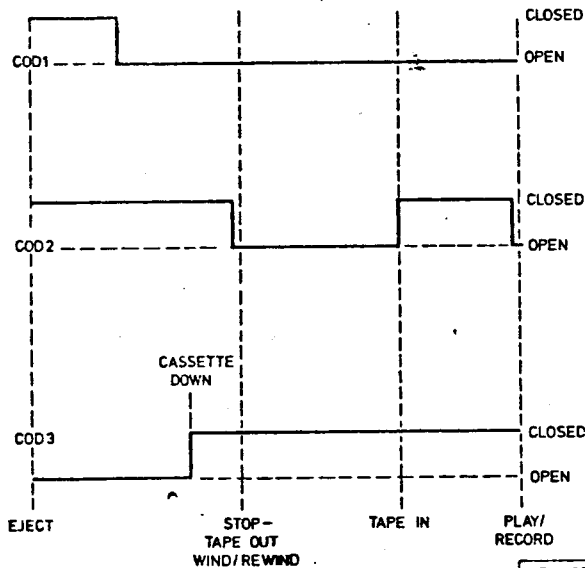 CLOSED
COD1
OPEN
CLOSED
COD2
OPEN
CASSETTE
DOWN
COD3
CLOSED
OPEN
EJECT
STOP-
TAPE OUT
WIND/REWIND
TAPE IN
PLAY/
RECORD